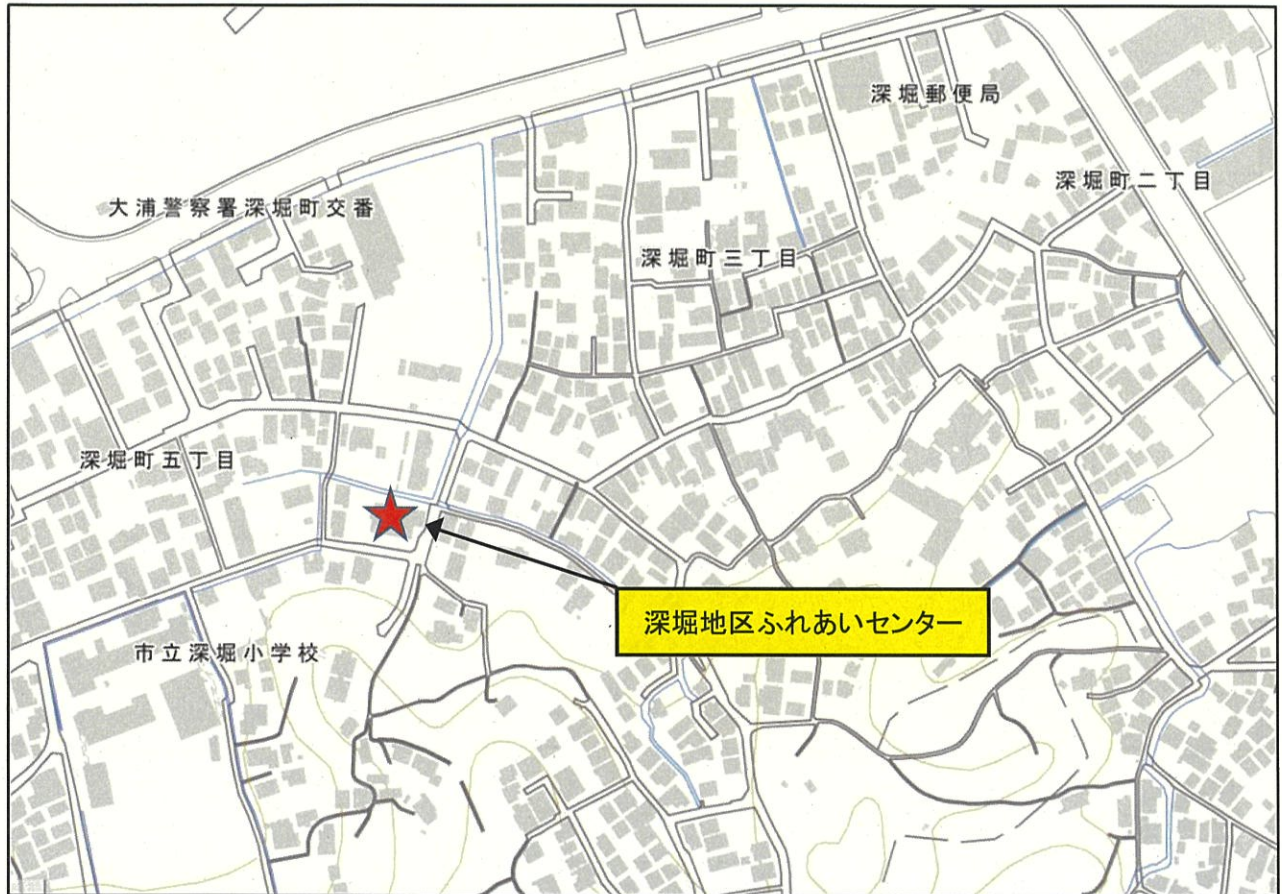 深堀郵便局
深堀町二丁目
大浦警察署深堀町交番
深堀町三丁目
深堀町五丁目
深堀地区ふれあいセンター
市立深堀小学校